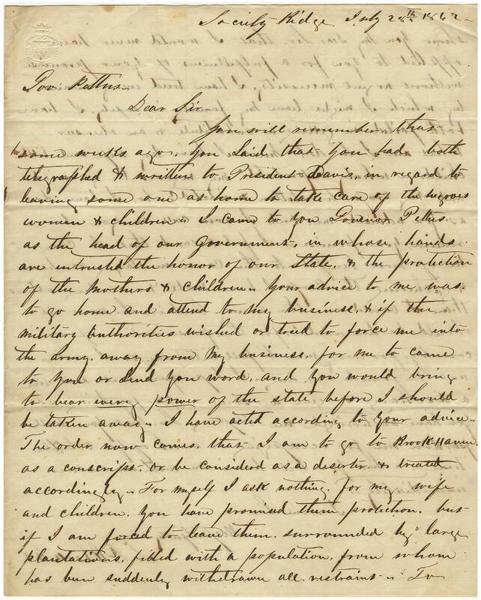 Society Ridge July 28th 1862
Gov Pettus
Dear Sir
You will remember that
some weeks ago, You Said that You had both
telegraphed & written to President Davis, in regard to
leaving some one at home to take care of the negroes
women & children. I came to you Governor Pettus
as the head of our Government, in whose hands
are entrusted the honor of our State, & the protection
of the Mothers & Children. Your advice to me was
to go home and attend to my business, & if the
military authorities wished or tried to force me into
the army, away from my business, for me to come
to You or Send You word, and You would bring
to bear every power of the state before I should
be taken away. I have acted according to Your advice.
The order now comes that I am to go to BrookHaven
as a conscript, or be considered as a deserter & treated
accordingly. For myself I ask nothing, for my wife
and children, You have promised them protection, but
if I am forced to leave them, surrounded by large
plantations, filled with a population, from whom
has been suddenly withdrawn all restraint. To